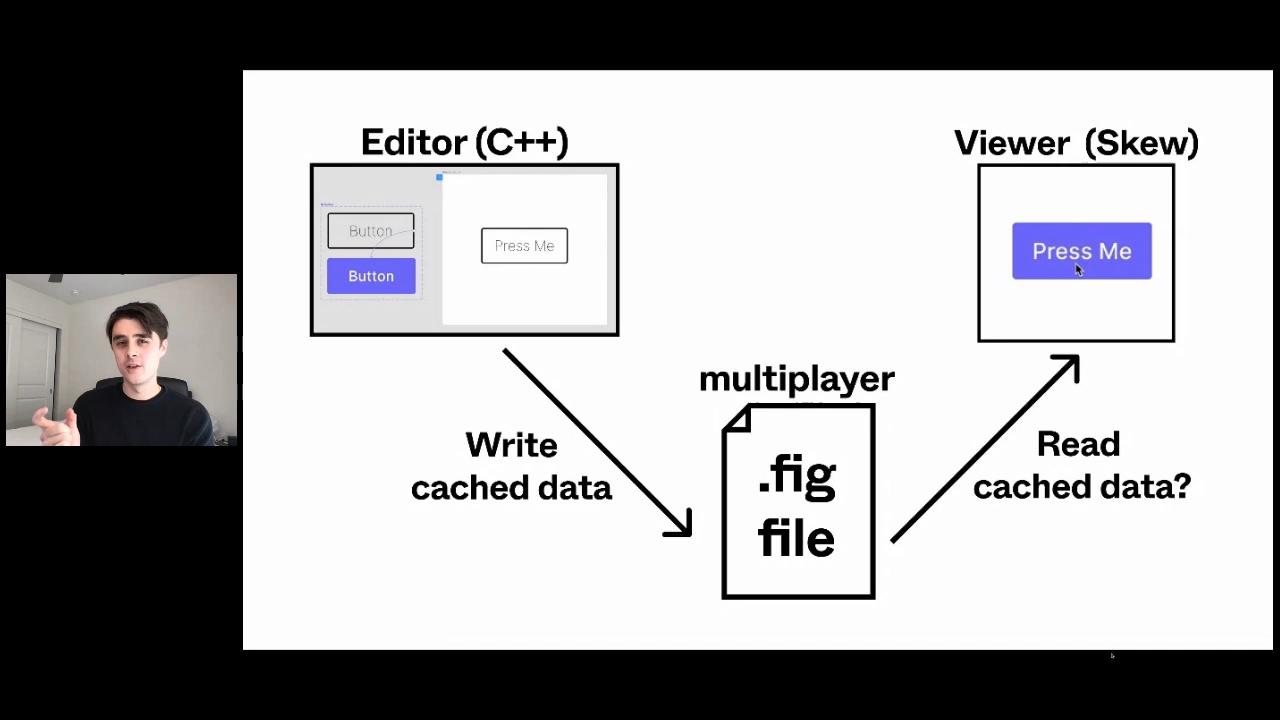 Editor (C++)
Viewer (Skew)
Button
Press Me
Button
Press Me
multiplayer
.fig
file
Write
cached data
Read
cached data?